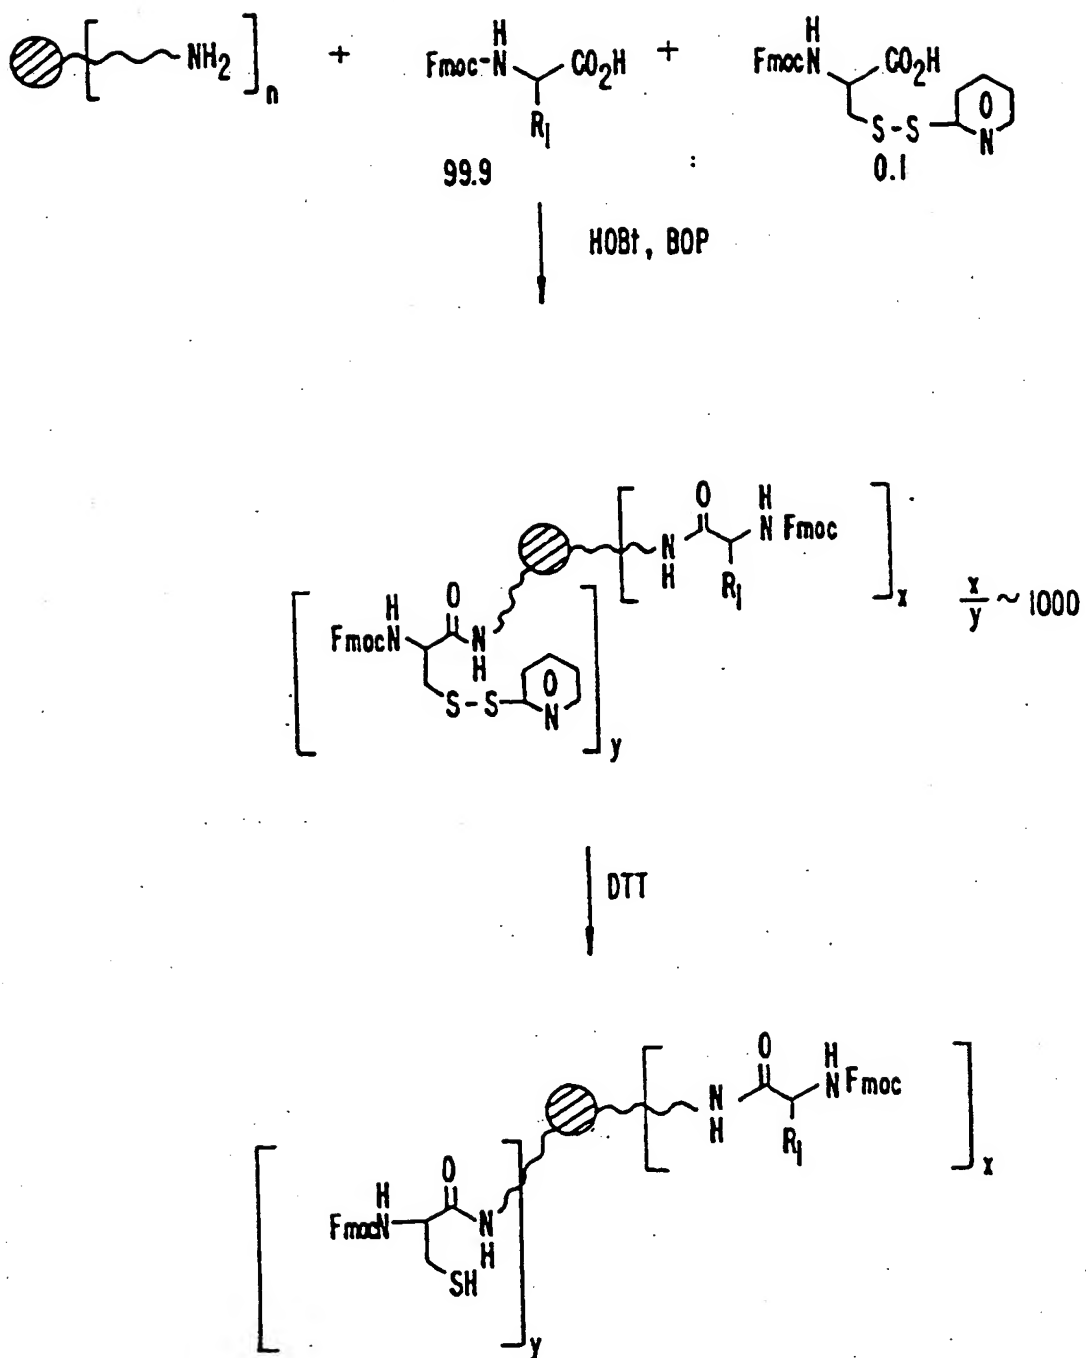 NH2 ]n + Fmoc-N H CO2H R1 + FmocN H CO2H S-S O N
99.9 : 0.1
HOBt, BOP
O H N H N Fmoc R1 x
x/y ~ 1000
H O FmocN N H S-S O N y
DTT
O H N H N Fmoc R1 x
H O FmocN N H SH y